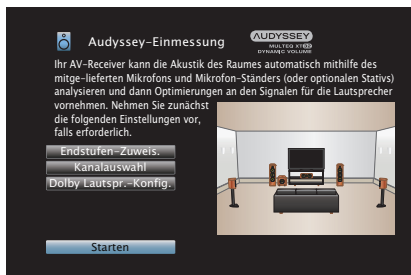 Audyssey-Einmessung
AUDYSSEY
MULTEQ XT32
DYNAMIC VOLUME
Ihr AV-Receiver kann die Akustik des Raumes automatisch mithilfe des
mitge-lieferten Mikrofons und Mikrofon-Ständers (oder optionalen Stativs)
analysieren und dann Optimierungen an den Signalen für die Lautsprecher
vornehmen. Nehmen Sie zunächst
die folgenden Einstellungen vor,
falls erforderlich.
Endstufen-Zuweis.
Kanalauswahl
Dolby Lautspr.-Konfig.
Starten